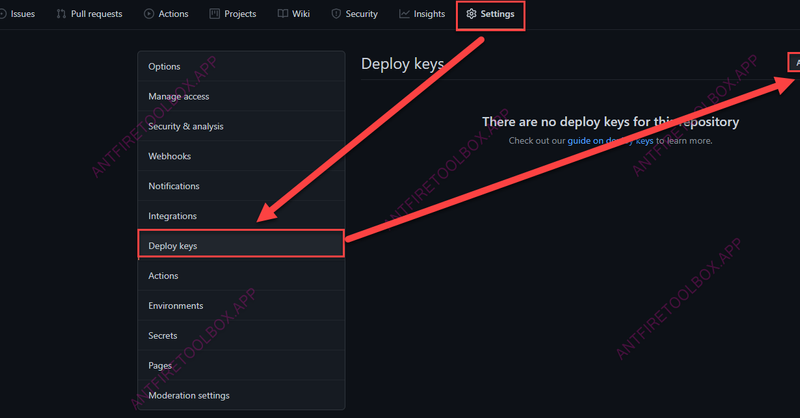 Issues Pull requests Actions Projects Wiki Security Insights Settings
Options
Manage access
Security & analysis
Webhooks
Notifications
Integrations
Deploy keys
Actions
Environments
Secrets
Pages
Moderation settings
Deploy keys
There are no deploy keys for this repository
Check out our guide on deploy keys to learn more.
ANTFIRETOOLBOX.APP
ANTFIRETOOLBOX.APP
ANTFIRETOOLBOX.APP
ANTFIRETOOLBOX.APP
ANTFIRETOOLBOX.APP